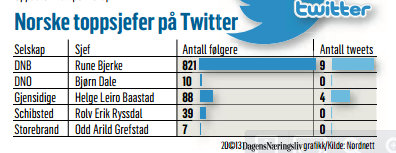 twitter
Norske toppsjefer på Twitter
Selskap Sjef Antall følgere Antall tweets
DNB Rune Bjerke 821 9
DNO Bjørn Dale 10 0
Gjensidige Helge Leiro Baastad 88 4
Schibsted Rolv Erik Ryssdal 39 0
Storebrand Odd Arild Grefstad 7 0
20©13 DagensNæringsliv grafikk/Kilde: Nordnett